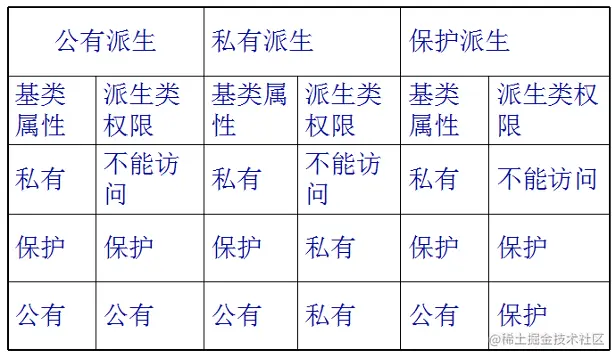 公有派生 私有派生 保护派生
基类属性 派生类权限 基类属性 派生类权限 基类属性 派生类权限
私有 不能访问 私有 不能访问 私有 不能访问
保护 保护 保护 私有 保护 保护
公有 公有 公有 私有 公有 保护
@稀土掘金技术社区